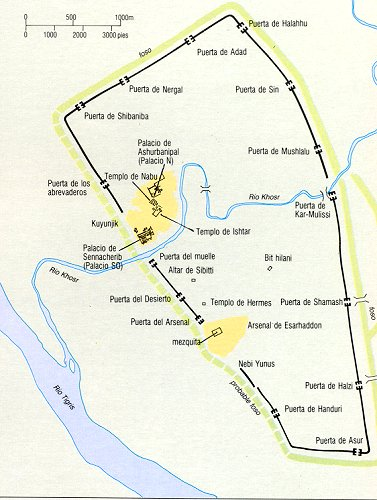 0 500 1000m
0 1000 2000 3000 pies
Puerta de Halahhu
foso
Puerta de Adad
Puerta de Nergal
Puerta de Sin
Puerta de Shibaniba
Palacio de
Ashurbanipal
(Palacio N)
Puerta de Mushlalu
Templo de Nabu
Puerta de los
abrevaderos
Río Khosr
Puerta de
Kar-Mulissi
Kuyunjik
Templo de Ishtar
Palacio de
Sennacherib
(Palacio SO)
Puerta del muelle
Bit hilani
Altar de Sibitti
Río Khosr
Puerta del Desierto
Templo de Hermes
Puerta de Shamash
foso
Puerta del Arsenal
Arsenal de Esarhaddon
mezquita
Nebi Yunus
Río Tigris
probable foso
Puerta de Halzi
Puerta de Handuri
Puerta de Asur